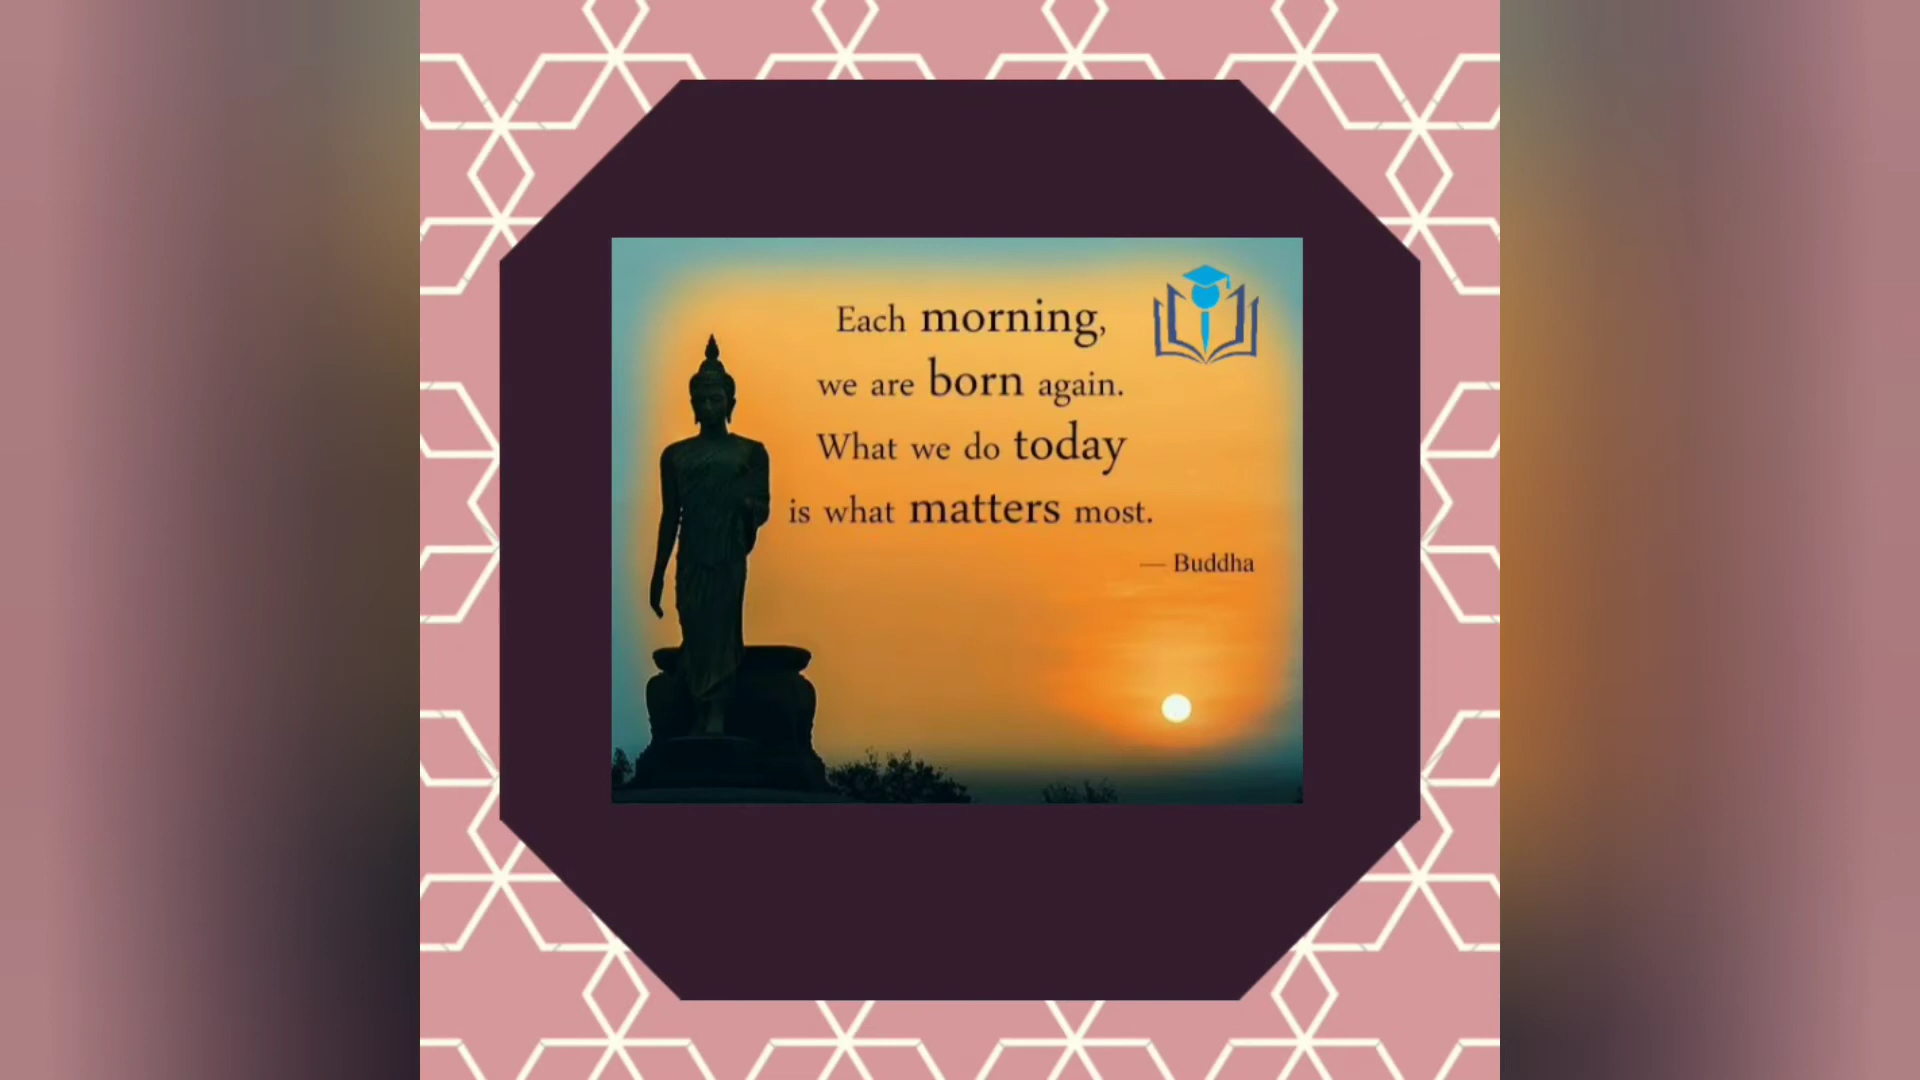 Each morning,
we are born again.
What we do today
is what matters most.
— Buddha